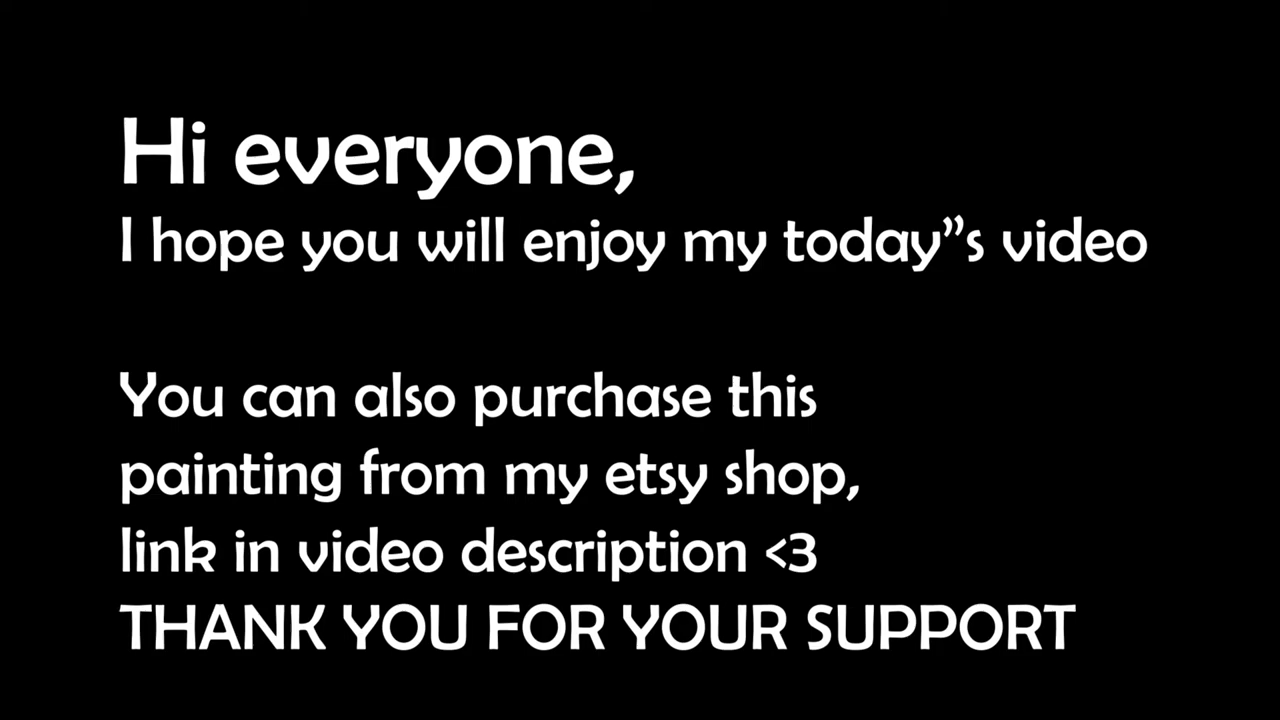 Hi everyone,
I hope you will enjoy my today”s video
You can also purchase this
painting from my etsy shop,
link in video description <3
THANK YOU FOR YOUR SUPPORT